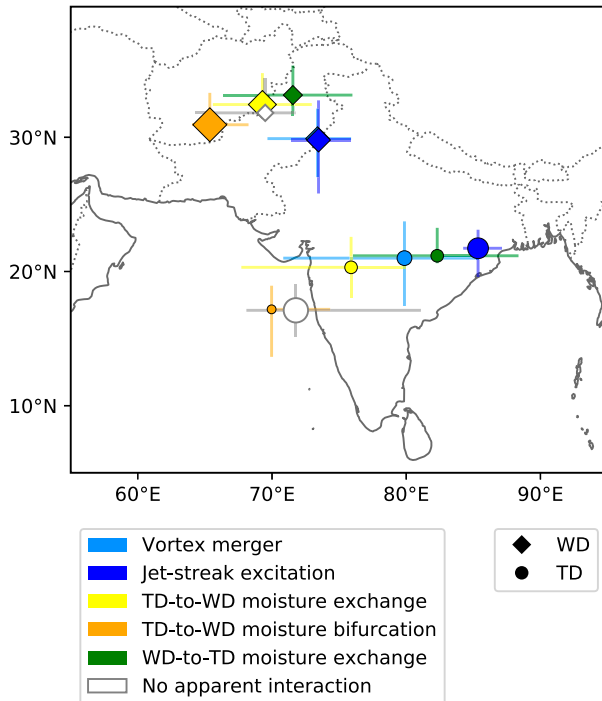 30°N
20°N
10°N
60°E
70°E
80°E
90°E
Vortex merger
Jet-streak excitation
TD-to-WD moisture exchange
TD-to-WD moisture bifurcation
WD-to-TD moisture exchange
No apparent interaction
WD
TD